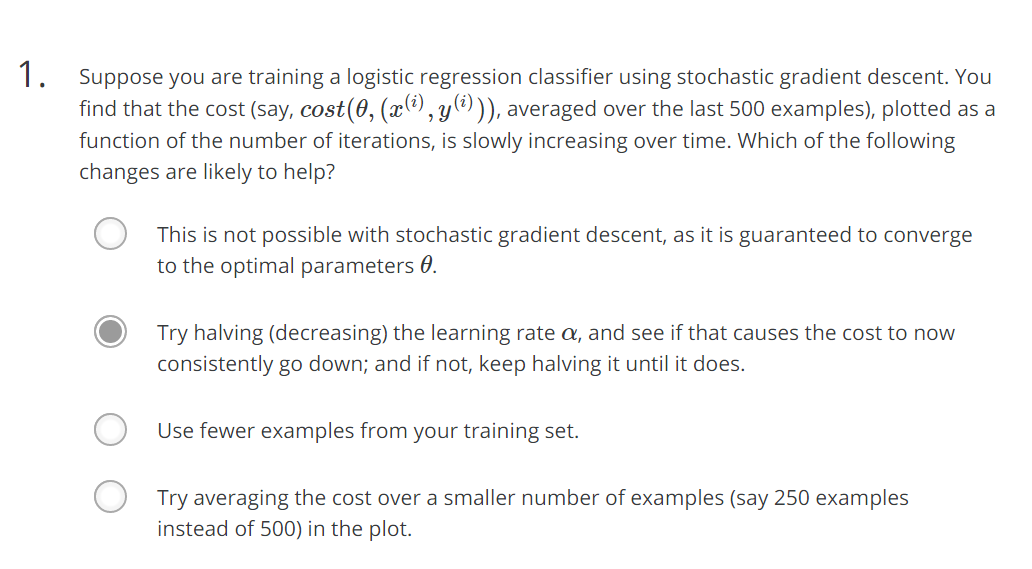 1. Suppose you are training a logistic regression classifier using stochastic gradient descent. You
find that the cost (say, cost(θ, (x^(i), y^(i))), averaged over the last 500 examples), plotted as a
function of the number of iterations, is slowly increasing over time. Which of the following
changes are likely to help?
This is not possible with stochastic gradient descent, as it is guaranteed to converge
to the optimal parameters θ.
Try halving (decreasing) the learning rate α, and see if that causes the cost to now
consistently go down; and if not, keep halving it until it does.
Use fewer examples from your training set.
Try averaging the cost over a smaller number of examples (say 250 examples
instead of 500) in the plot.